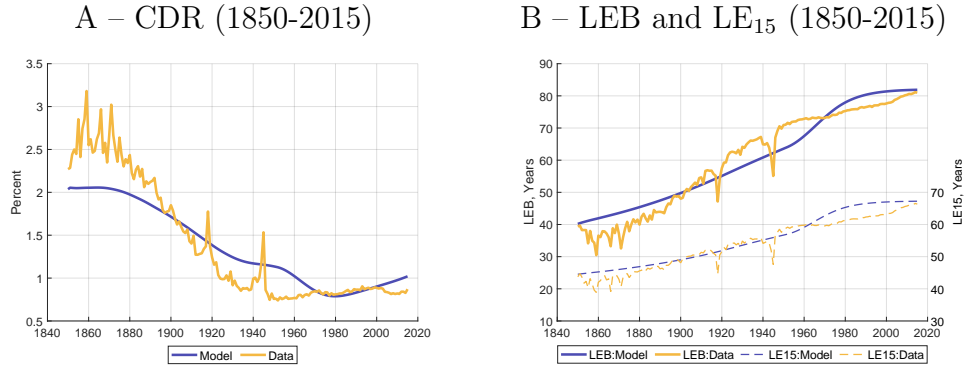 A – CDR (1850-2015)
3.5
3
2.5
2
1.5
1
0.5
Percent
1840 1860 1880 1900 1920 1940 1960 1980 2000 2020
Model Data
B – LEB and LE15 (1850-2015)
90
80
70
60
50
40
30
20
10
LEB, Years
70
60
50
40
30
LE15, Years
1840 1860 1880 1900 1920 1940 1960 1980 2000 2020
LEB:Model LEB:Data LE15:Model LE15:Data